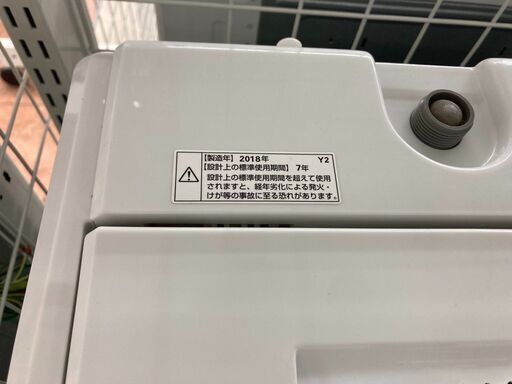 【製造年】2018年 Y2
【設計上の標準使用期間】7年
設計上の標準使用期間を超えて使用
されますと、経年劣化による発火・
けが等の事故に至る恐れがあります。